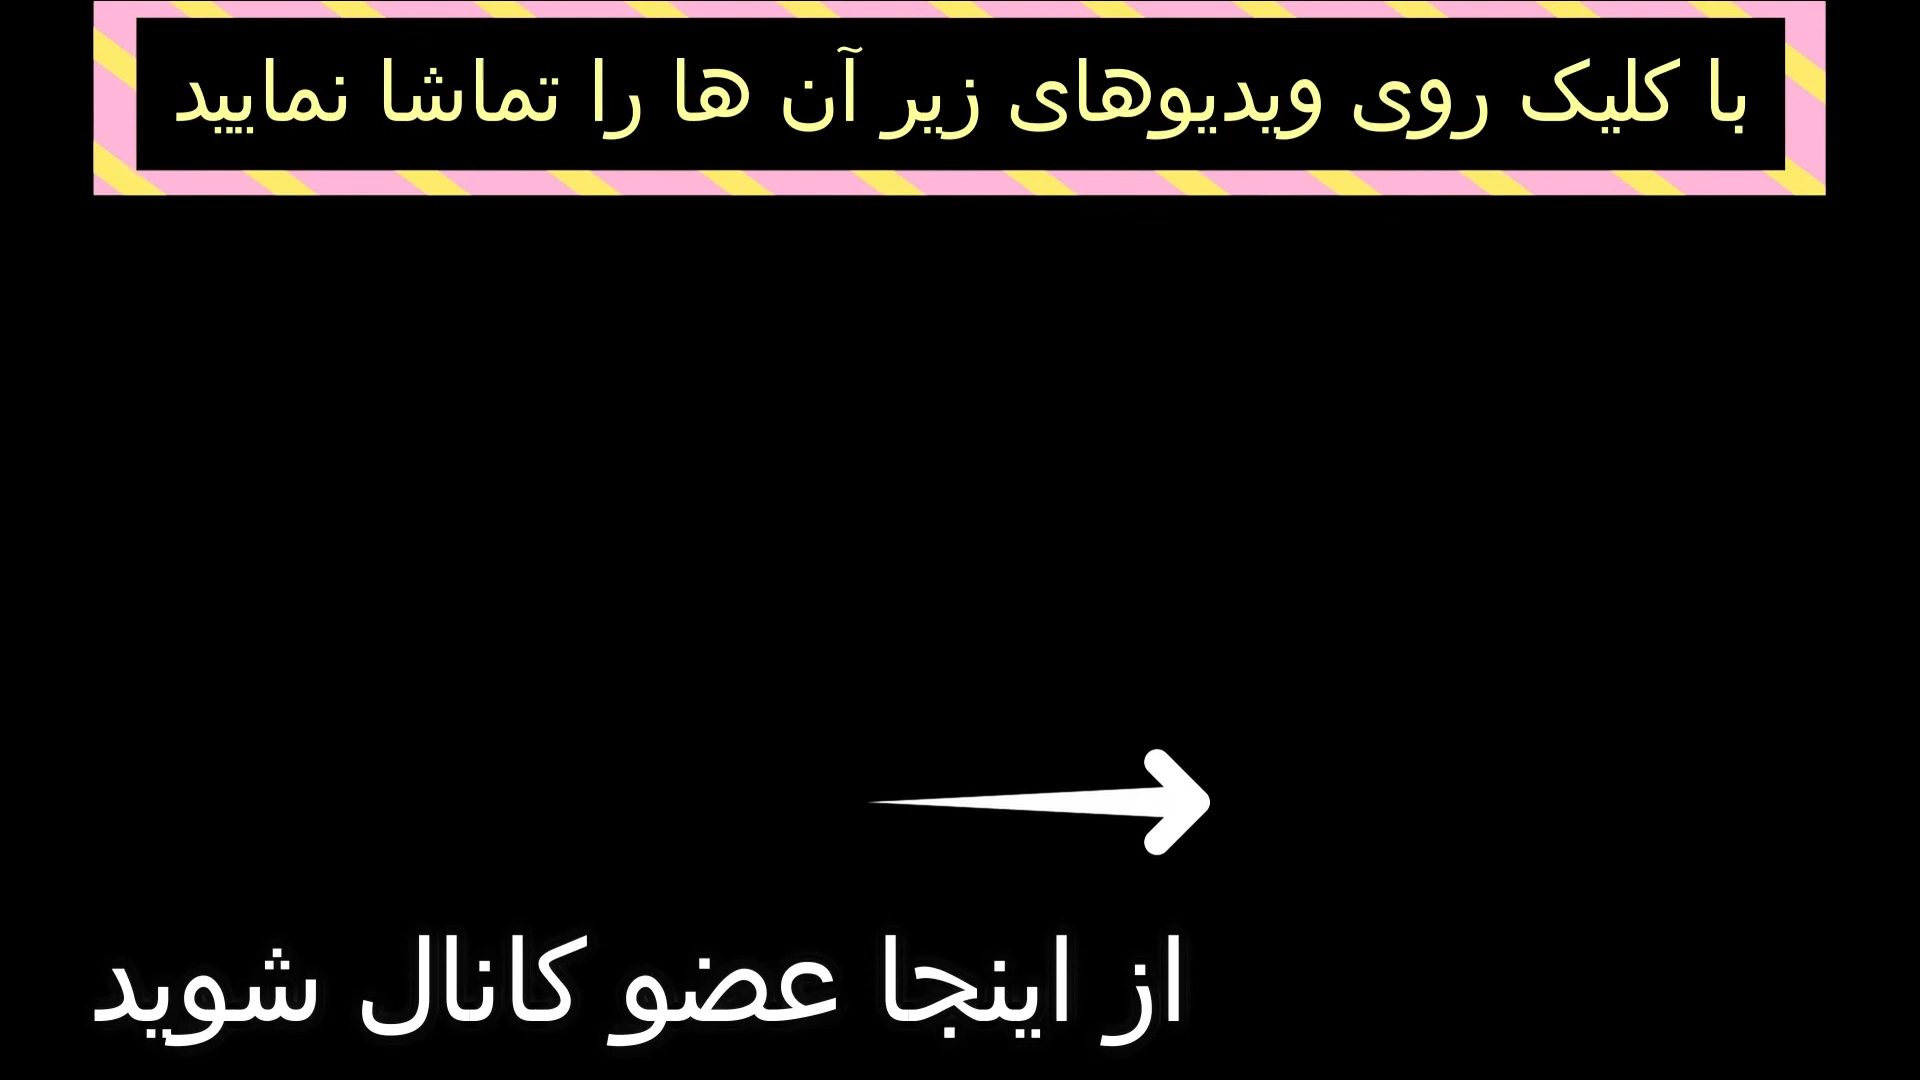 با کلیک روی ویدیوهای زیر آن ها را تماشا نمایید
از اینجا عضو کانال شوید